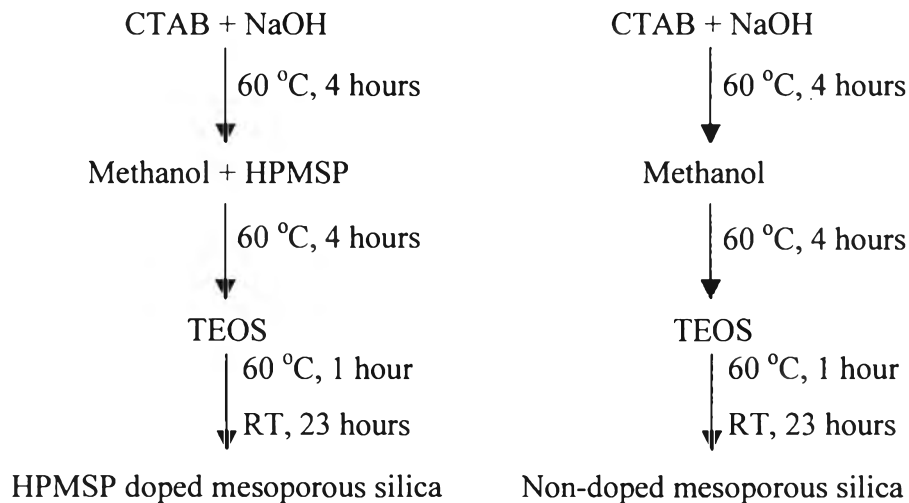 CTAB + NaOH
60 °C, 4 hours
Methanol + HPMSP
60 °C, 4 hours
TEOS
60 °C, 1 hour
RT, 23 hours
HPMSP doped mesoporous silica
CTAB + NaOH
60 °C, 4 hours
Methanol
60 °C, 4 hours
TEOS
60 °C, 1 hour
RT, 23 hours
Non-doped mesoporous silica